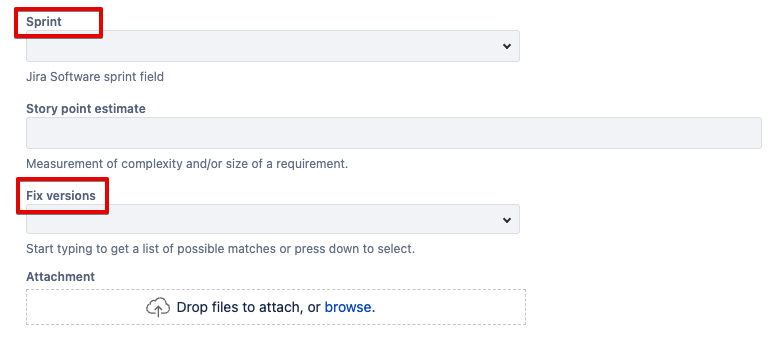 Sprint
Jira Software sprint field
Story point estimate
Measurement of complexity and/or size of a requirement.
Fix versions
Start typing to get a list of possible matches or press down to select.
Attachment
Drop files to attach, or browse.